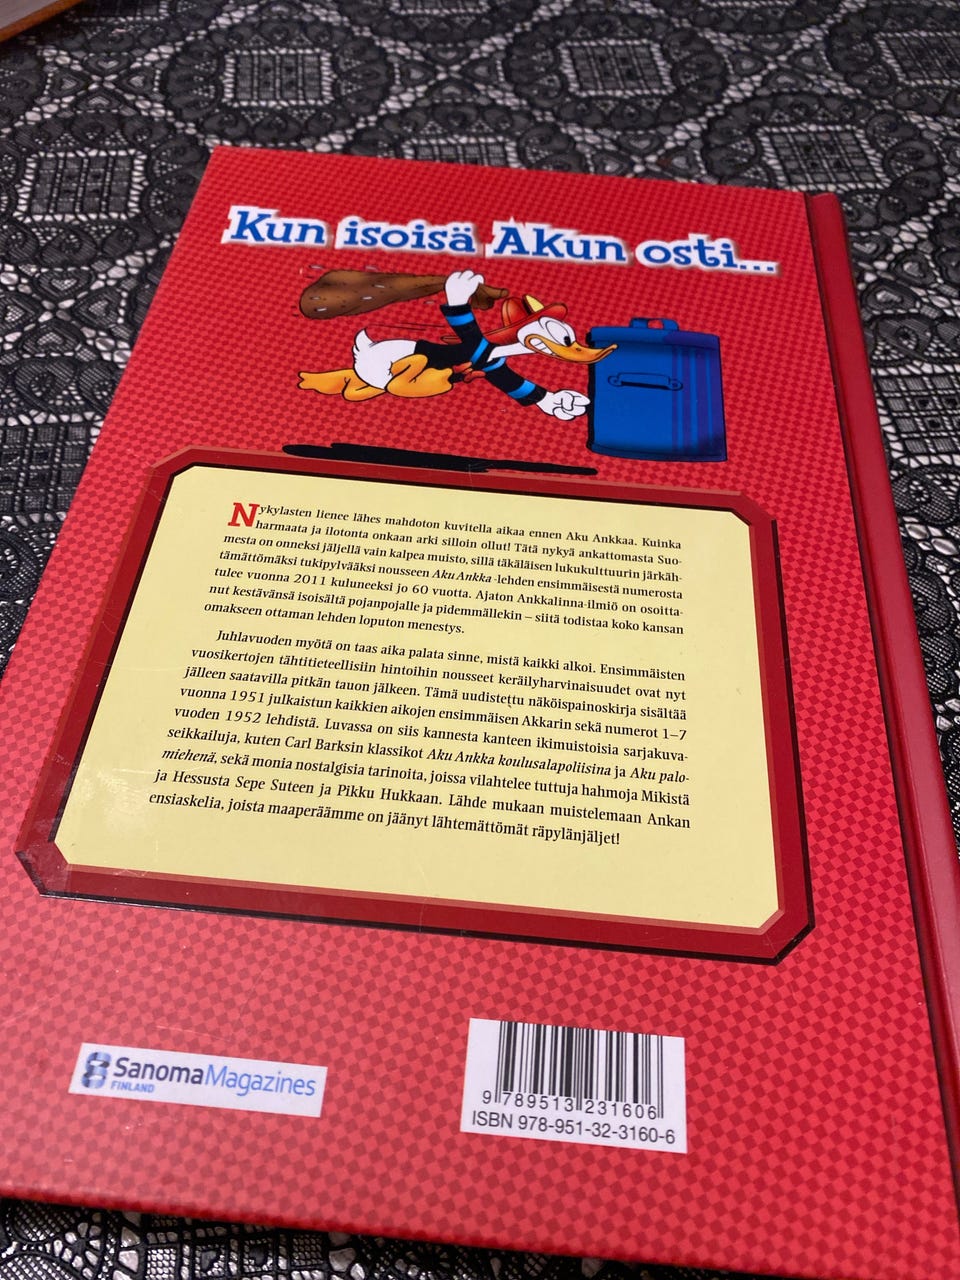 Kun isoisä Akun osti...
Nykylasten lienee lähes mahdoton kuvitella aikaa ennen Aku Ankkaa. Kuinka
harmaata ja ilotonta onkaan arki silloin ollut! Tätä nykyä ankattomasta Suo-
mesta on onneksi jäljellä vain kalpea muisto, sillä täkäläisen lukukulttuurin järkäh-
tämättömäksi tukipylvääksi nousseen Aku Ankka -lehden ensimmäisestä numerosta
tulee vuonna 2011 kuluneeksi jo 60 vuotta. Ajaton Ankkalinna-ilmiö on osoitta-
nut kestävänsä isoisältä pojanpojalle ja pidemmällekin – siitä todistaa koko kansan
omakseen ottaman lehden loputon menestys.
Juhlavuoden myötä on taas aika palata sinne, mistä kaikki alkoi. Ensimmäisten
vuosikertojen tähtitieteellisiin hintoihin nousseet keräilyharvinaisuudet ovat nyt
jälleen saatavilla pitkän tauon jälkeen. Tämä uudistettu näköispainoskirja sisältää
vuonna 1951 julkaistun kaikkien aikojen ensimmäisen Akkarin sekä numerot 1–7
vuoden 1952 lehdistä. Luvassa on siis kannesta kanteen ikimuistoisia sarjakuva-
seikkailuja, kuten Carl Barksin klassikot Aku Ankka koulusalapoliisina ja Aku palo-
miehenä, sekä monia nostalgisia tarinoita, joissa vilahtelee tuttuja hahmoja Mikistä
ja Hessusta Sepe Suteen ja Pikku Hukkaan. Lähde mukaan muistelemaan Ankan
ensiaskelia, joista maaperäämme on jäänyt lähtemättömät räpylänjäljet!
SanomaMagazines
FINLAND
9 789513 231606
ISBN 978-951-32-3160-6